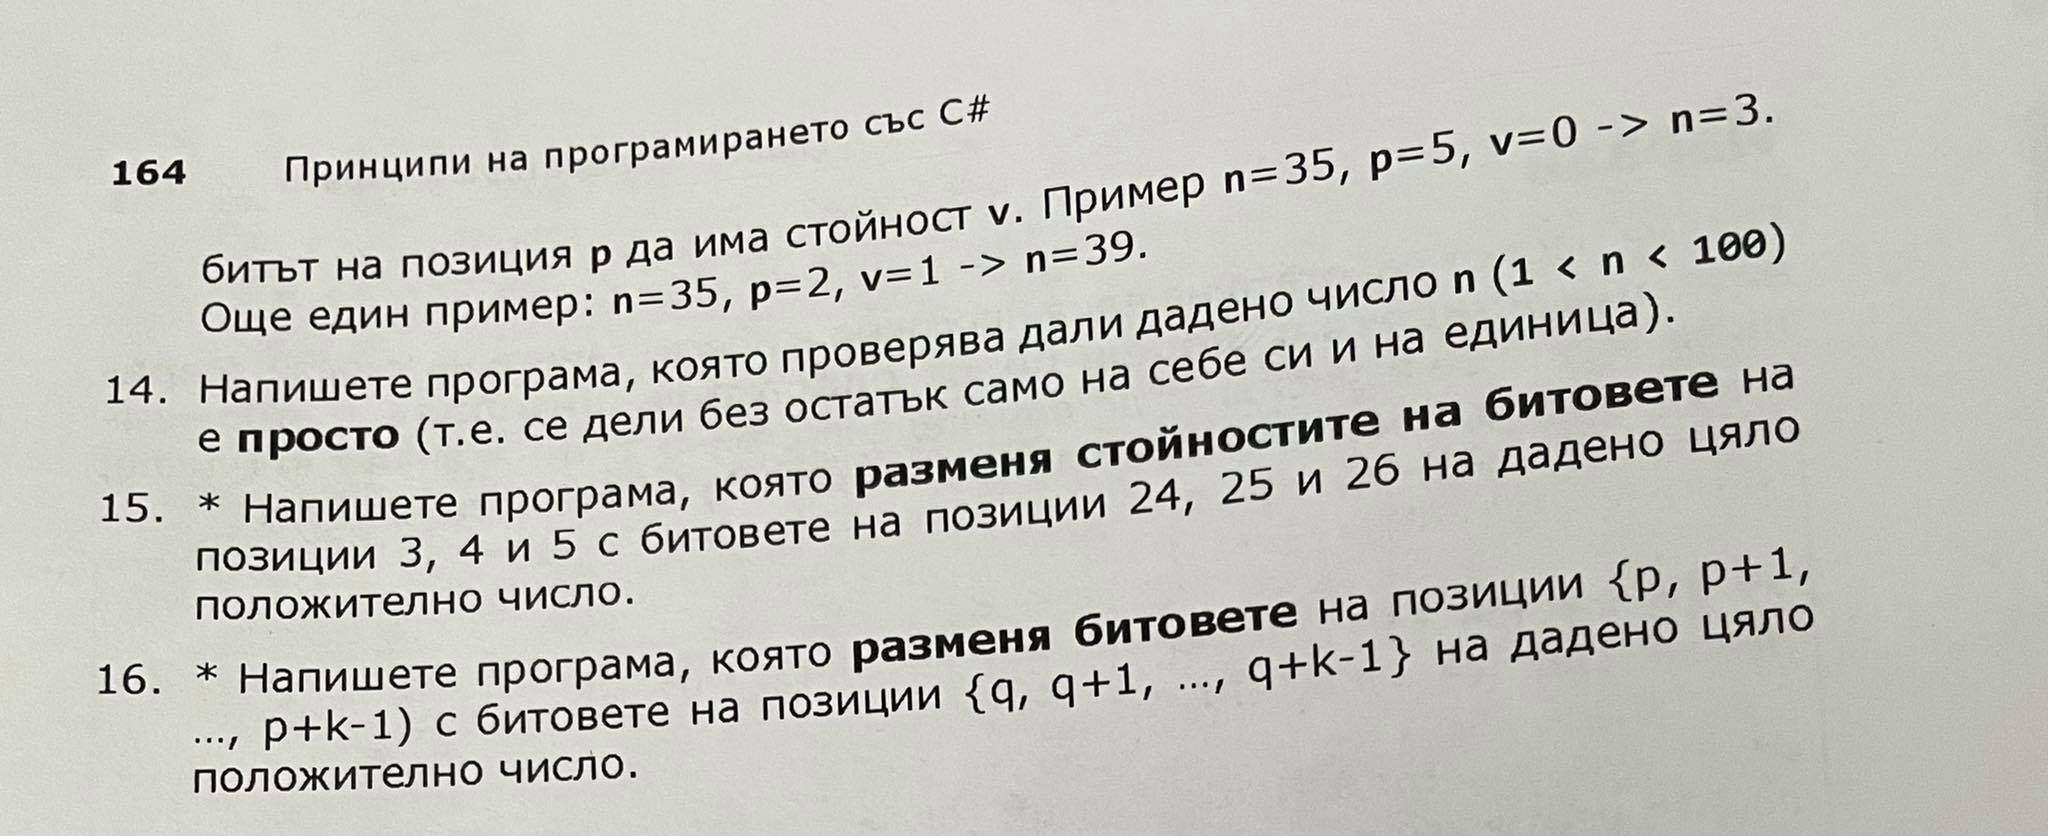 164 Принципи на програмирането със C#
битът на позиция p да има стойност v. Пример n=35, p=5, v=0 -> n=3.
Още един пример: n=35, p=2, v=1 -> n=39.
14. Напишете програма, която проверява дали дадено число n (1 < n < 100)
е просто (т.е. се дели без остатък само на себе си и на единица).
15. * Напишете програма, която разменя стойностите на битовете на
позиции 3, 4 и 5 с битовете на позиции 24, 25 и 26 на дадено цяло
положително число.
16. * Напишете програма, която разменя битовете на позиции {p, p+1,
…, p+k-1) с битовете на позиции {q, q+1, …, q+k-1} на дадено цяло
положително число.